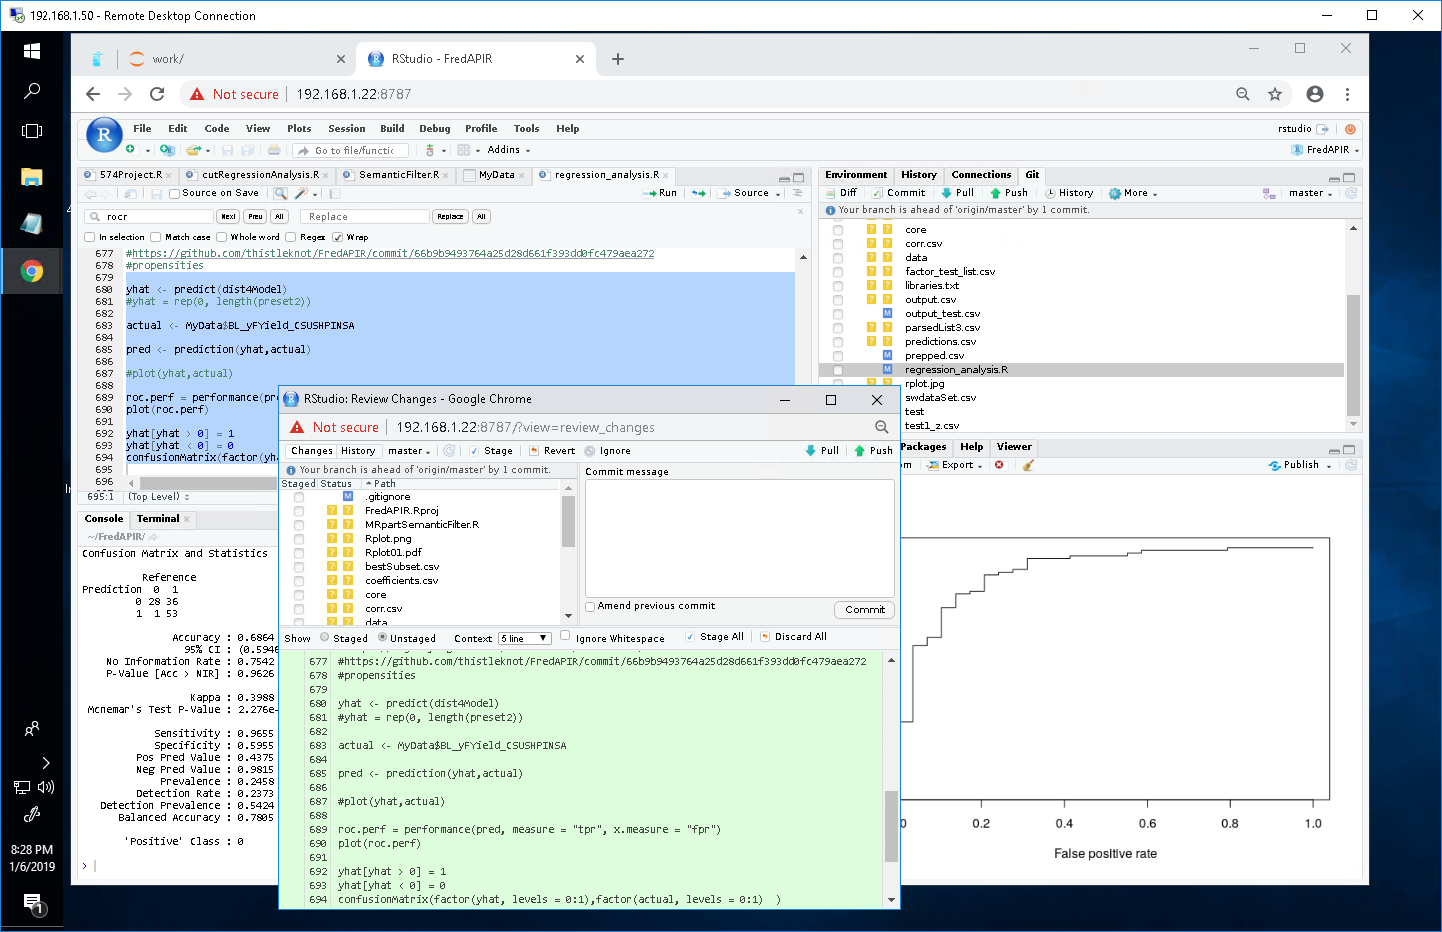 192.168.1.50 - Remote Desktop Connection
work/
RStudio - FredAPIR
Not secure
192.168.1.22:8787
File Edit Code View Plots Session Build Debug Profile Tools Help
rstudio
Go to file/functic
Addins
FredAPIR
574Project.R
cutRegressionAnalysis.R
SemanticFilter.R
MyData
regression_analysis.R
Source on Save
Run
Source
rocr
Next Prev All
Replace
Replace All
In selection Match case Whole word Regex Wrap
677 #https://github.com/thistleknot/FredAPIR/commit/66b9b9493764a25d28d661f393dd0fc479aea272
678 #propensities
679
680 yhat <- predict(dist4Model)
681 #yhat = rep(0, length(preset2))
682
683 actual <- MyData$BL_yFYield_CSUSHPINSA
684
685 pred <- prediction(yhat,actual)
686
687 #plot(yhat,actual)
688
689 roc.perf = performance(pre
690 plot(roc.perf)
691
692 yhat[yhat > 0] = 1
693 yhat[yhat < 0] = 0
694 confusionMatrix(factor(yha
695
696
695:1 (Top Level)
Console Terminal
~/FredAPIR/
Confusion Matrix and Statistics
Reference
Prediction 0 1
0 28 36
1 1 53
Accuracy : 0.6864
95% CI : (0.5946
No Information Rate : 0.7542
P-Value [Acc > NIR] : 0.9626
Kappa : 0.3988
Mcnemar's Test P-Value : 2.276e-
Sensitivity : 0.9655
Specificity : 0.5955
Pos Pred Value : 0.4375
Neg Pred Value : 0.9815
Prevalence : 0.2458
Detection Rate : 0.2373
Detection Prevalence : 0.5424
Balanced Accuracy : 0.7805
'Positive' Class : 0
>
Environment History Connections Git
Diff Commit Pull Push History More master
Your branch is ahead of 'origin/master' by 1 commit.
core
corr.csv
data
factor_test_list.csv
libraries.txt
output.csv
M output_test.csv
parsedList3.csv
predictions.csv
M prepped.csv
M regression_analysis.R
rplot.jpg
swdataSet.csv
test
test1_z.csv
Packages Help Viewer
om Export Publish
0 0.2 0.4 0.6 0.8 1.0
False positive rate
RStudio: Review Changes - Google Chrome
Not secure
192.168.1.22:8787/?view=review_changes
Changes History master Stage Revert Ignore Pull Push
Your branch is ahead of 'origin/master' by 1 commit.
Staged Status Path
M .gitignore
? ? FredAPIR.Rproj
? ? MRpartSemanticFilter.R
? ? Rplot.png
? ? Rplot01.pdf
? ? bestSubset.csv
? ? coefficients.csv
? ? core
? ? corr.csv
data
Commit message
Amend previous commit
Commit
Show Staged Unstaged Context 5 line Ignore Whitespace Stage All Discard All
677 #https://github.com/thistleknot/FredAPIR/commit/66b9b9493764a25d28d661f393dd0fc479aea272
678 #propensities
679
680 yhat <- predict(dist4Model)
681 #yhat = rep(0, length(preset2))
682
683 actual <- MyData$BL_yFYield_CSUSHPINSA
684
685 pred <- prediction(yhat,actual)
686
687 #plot(yhat,actual)
688
689 roc.perf = performance(pred, measure = "tpr", x.measure = "fpr")
690 plot(roc.perf)
691
692 yhat[yhat > 0] = 1
693 yhat[yhat < 0] = 0
694 confusionMatrix(factor(yhat, levels = 0:1),factor(actual, levels = 0:1) )
8:28 PM
1/6/2019
1